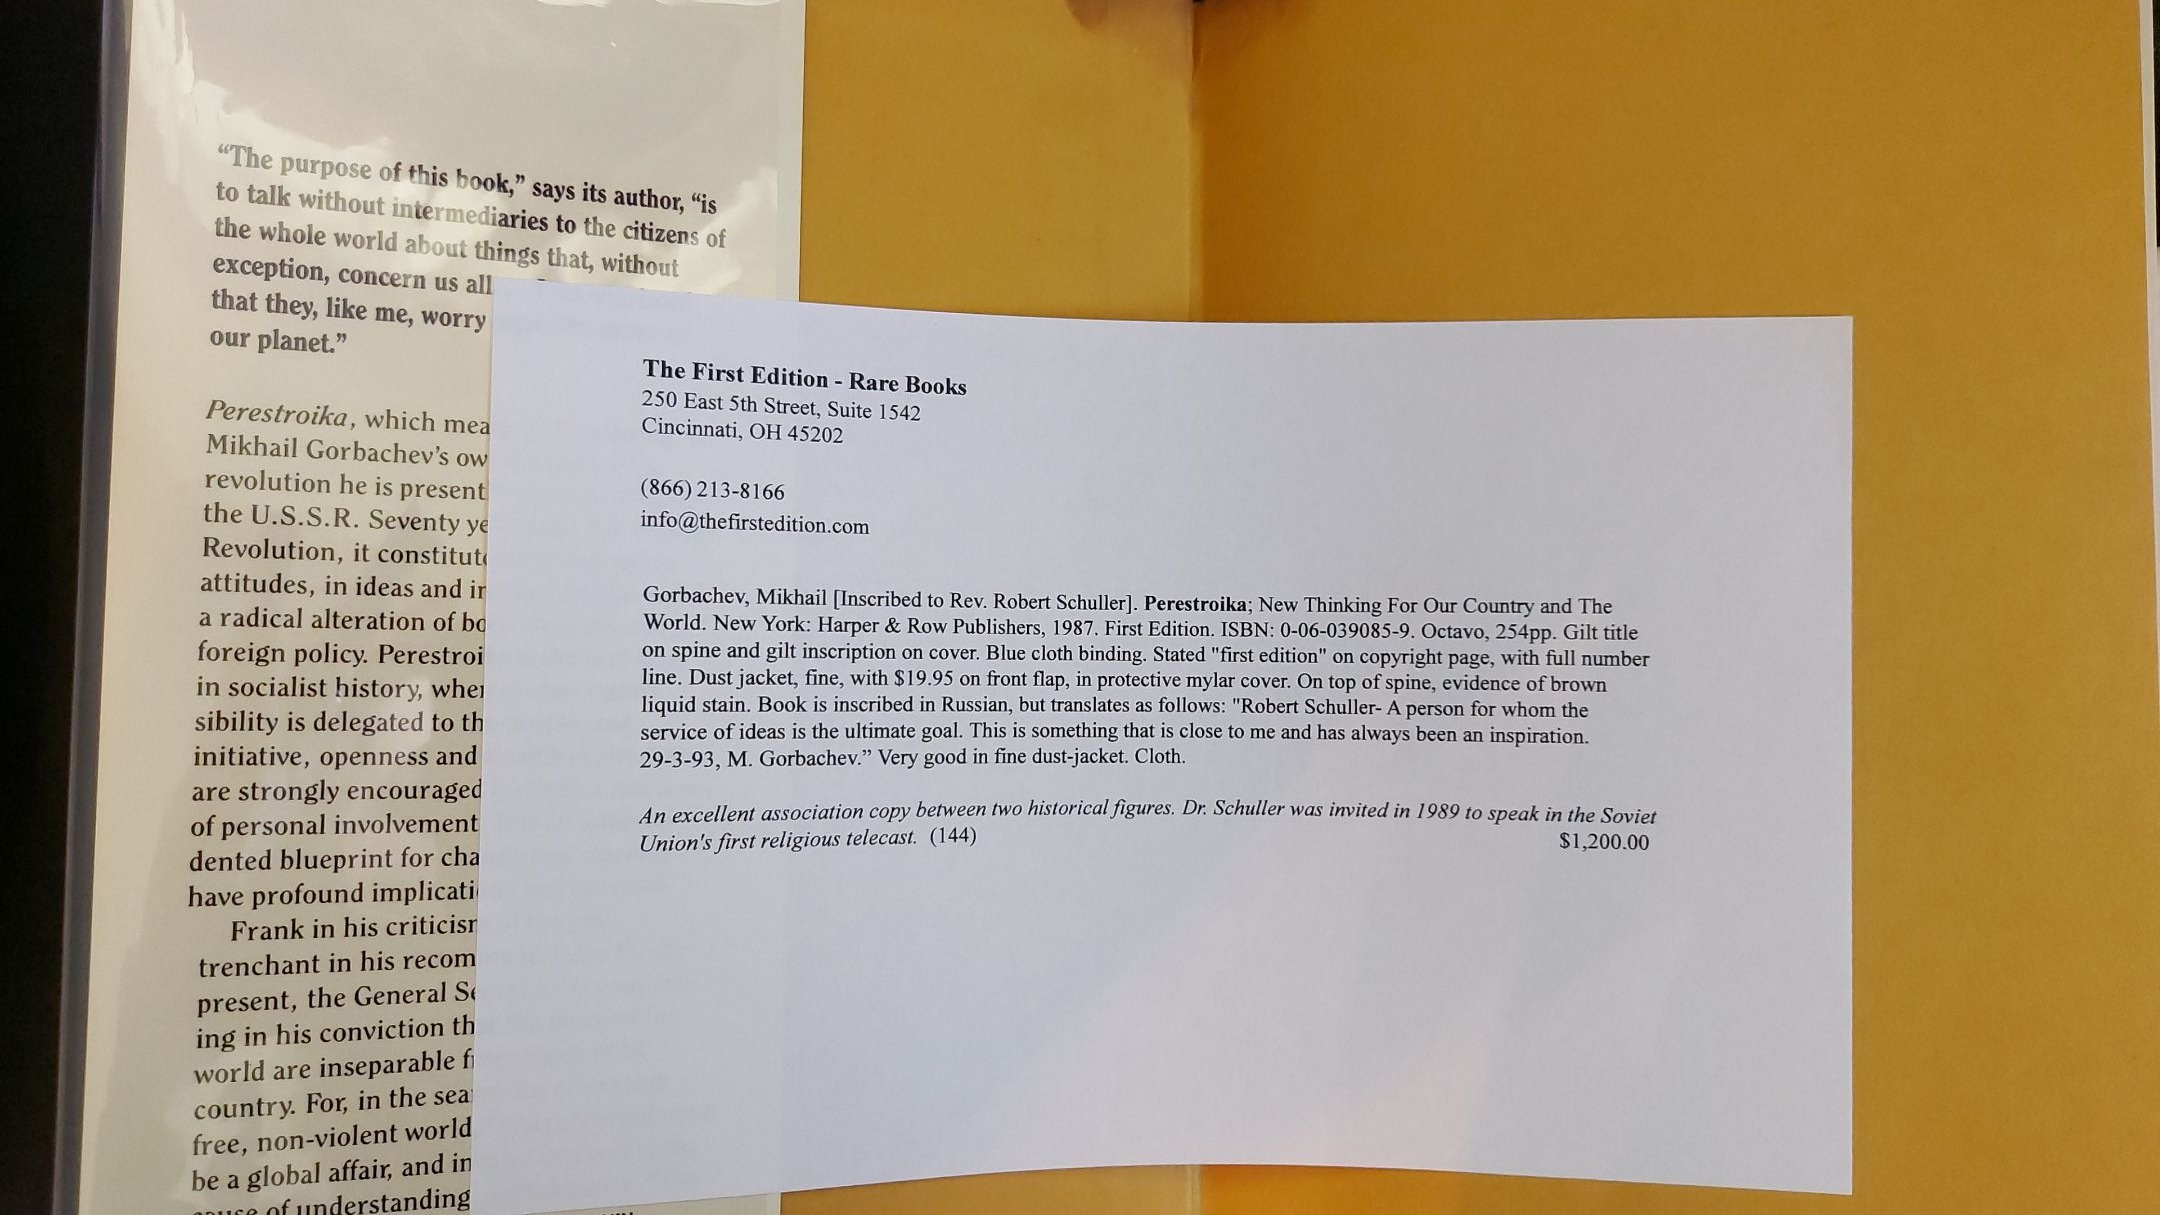 “The purpose of this book,” says its author, “is
to talk without intermediaries to the citizens of
the whole world about things that, without
exception, concern us all
that they, like me, worry
our planet.”
Perestroika, which mea
Mikhail Gorbachev’s ow
revolution he is present
the U.S.S.R. Seventy ye
Revolution, it constitut
attitudes, in ideas and in
a radical alteration of bo
foreign policy. Perestroi
in socialist history, wher
sibility is delegated to th
initiative, openness and
are strongly encouraged
of personal involvement
dented blueprint for cha
have profound implicati
Frank in his criticism
trenchant in his recom
present, the General Se
ing in his conviction th
world are inseparable f
country. For, in the sea
free, non-violent world
be a global affair, and in
of understanding
The First Edition - Rare Books
250 East 5th Street, Suite 1542
Cincinnati, OH 45202
(866) 213-8166
info@thefirstedition.com
Gorbachev, Mikhail [Inscribed to Rev. Robert Schuller]. Perestroika; New Thinking For Our Country and The
World. New York: Harper & Row Publishers, 1987. First Edition. ISBN: 0-06-039085-9. Octavo, 254pp. Gilt title
on spine and gilt inscription on cover. Blue cloth binding. Stated "first edition" on copyright page, with full number
line. Dust jacket, fine, with $19.95 on front flap, in protective mylar cover. On top of spine, evidence of brown
liquid stain. Book is inscribed in Russian, but translates as follows: "Robert Schuller- A person for whom the
service of ideas is the ultimate goal. This is something that is close to me and has always been an inspiration.
29-3-93, M. Gorbachev.” Very good in fine dust-jacket. Cloth.
An excellent association copy between two historical figures. Dr. Schuller was invited in 1989 to speak in the Soviet
Union's first religious telecast. (144) $1,200.00